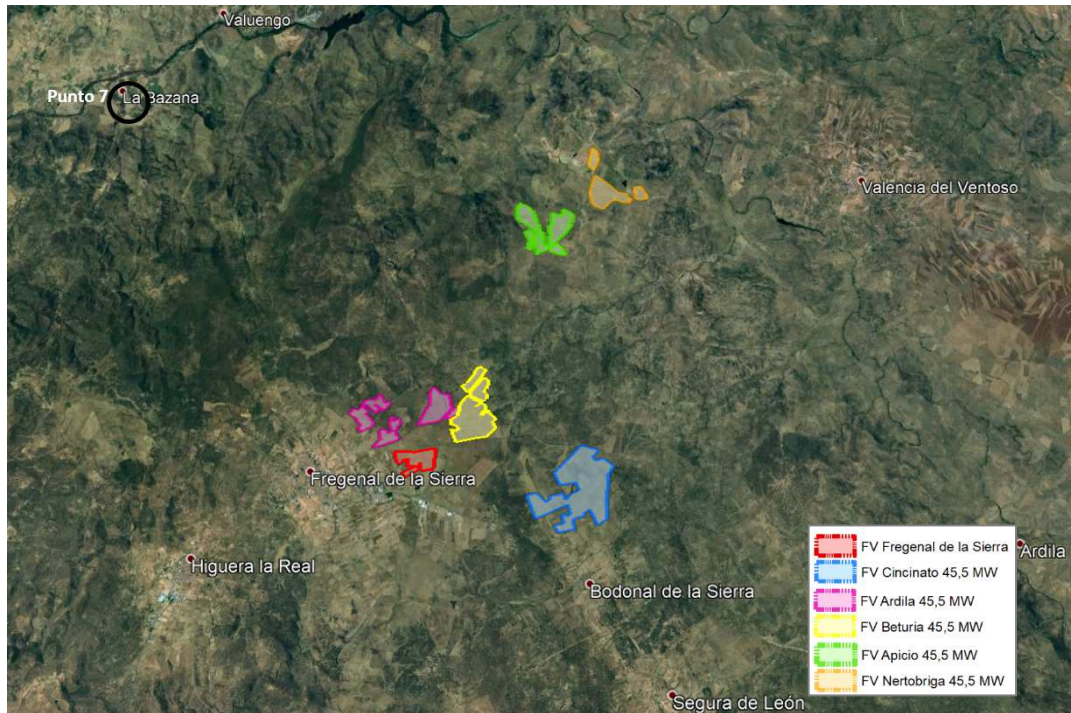 Valuengo
Punto 7
La Bazana
Valencia del Ventoso
Fregenal de la Sierra
Higuera la Real
Bodonal de la Sierra
Ardila
Segura de León
FV Fregenal de la Sierra
FV Cincinato 45,5 MW
FV Ardila 45,5 MW
FV Beturia 45,5 MW
FV Apicio 45,5 MW
FV Nertobriga 45,5 MW